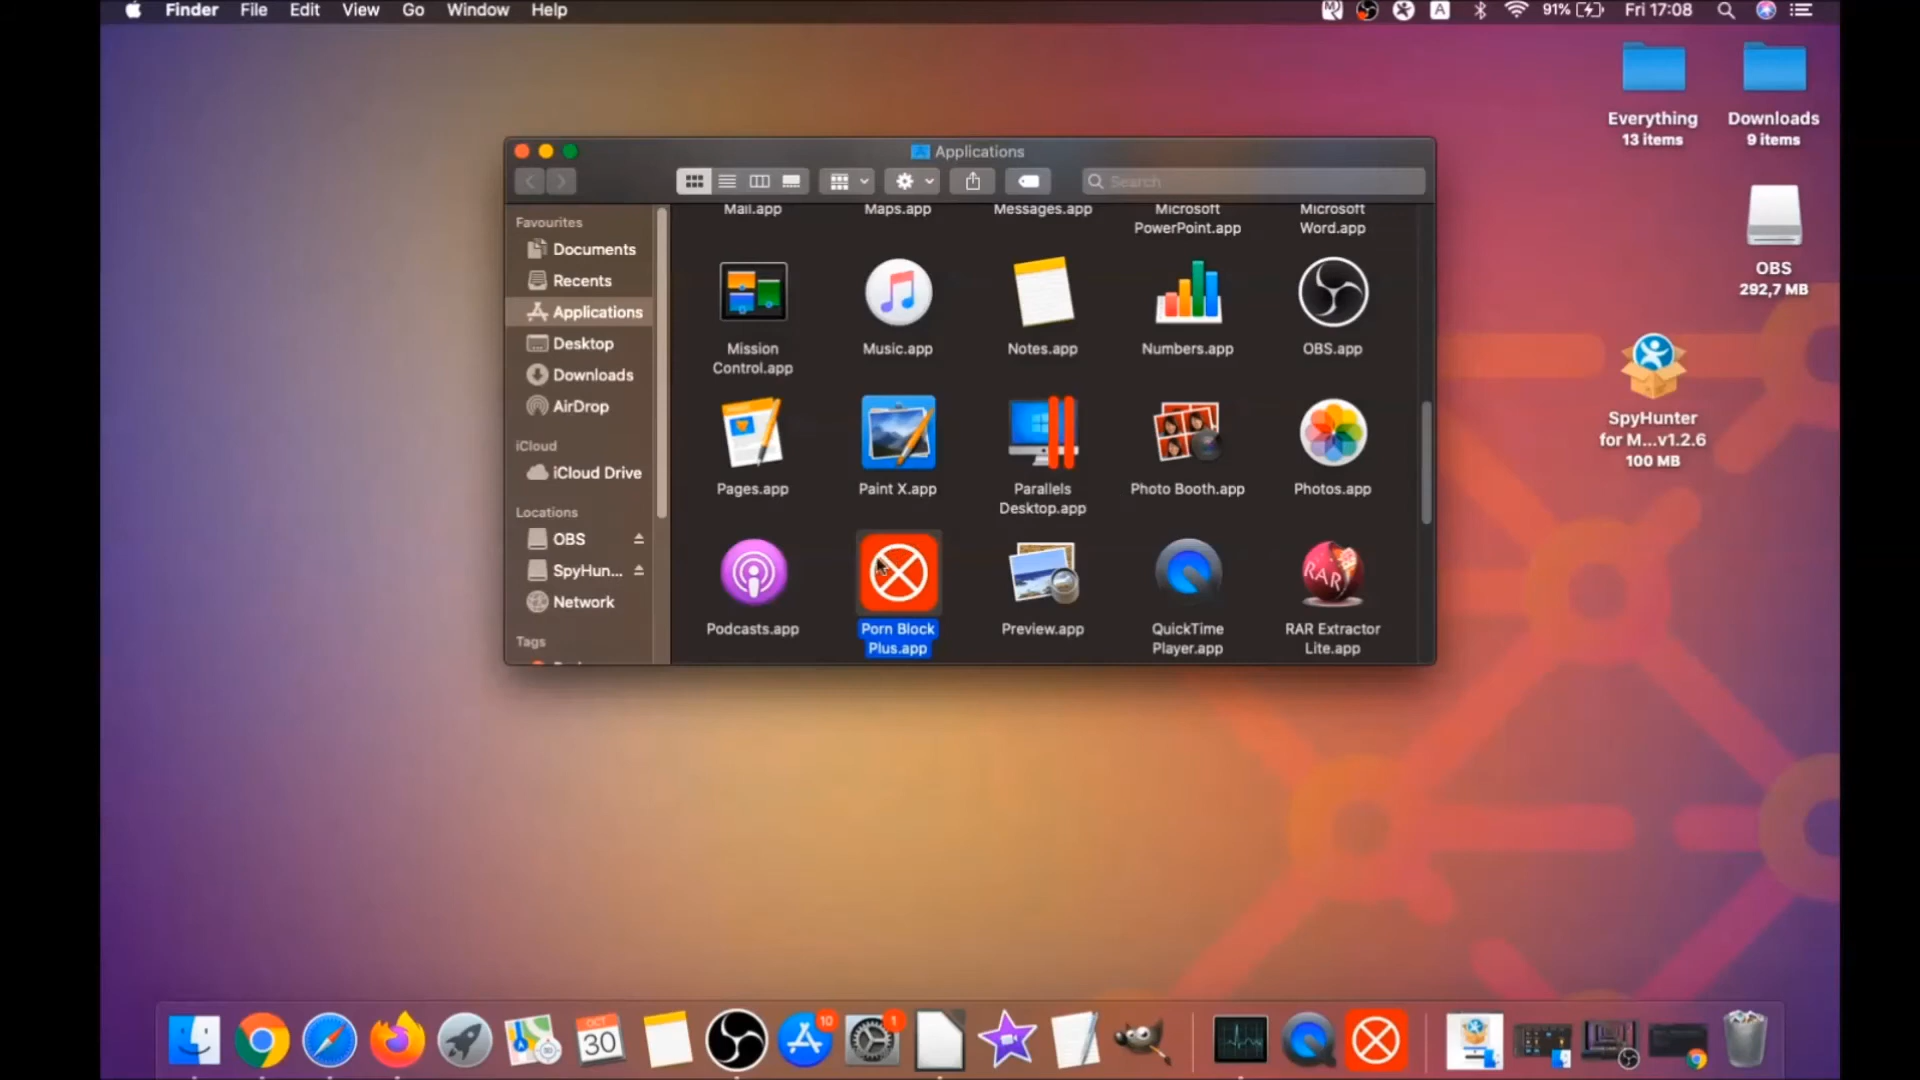 Finder File Edit View Go Window Help
A 91% Fri 17:08
Everything
13 items
Downloads
9 items
OBS
292,7 MB
SpyHunter
for M...v1.2.6
100 MB
Applications
Search
Favourites
Documents
Recents
Applications
Desktop
Downloads
AirDrop
iCloud
iCloud Drive
Locations
OBS
SpyHun...
Network
Tags
Mail.app
Maps.app
Messages.app
Microsoft
PowerPoint.app
Microsoft
Word.app
Mission
Control.app
Music.app
Notes.app
Numbers.app
OBS.app
Pages.app
Paint X.app
Parallels
Desktop.app
Photo Booth.app
Photos.app
Podcasts.app
Porn Block
Plus.app
Preview.app
QuickTime
Player.app
RAR
RAR Extractor
Lite.app
OCT
30
10
1